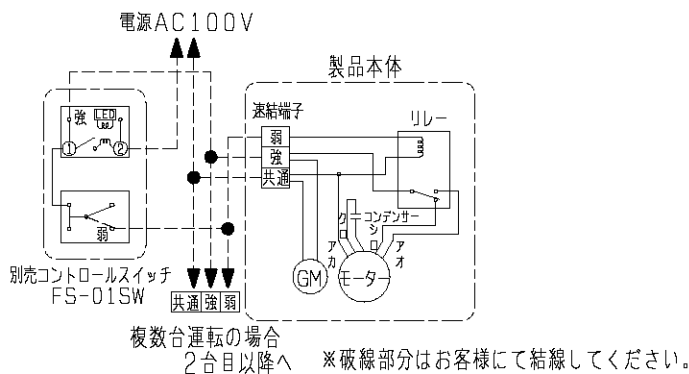 電源AC100V
製品本体
速結端子
リレー
強 LED
① ②
弱
強
共通
弱
コンデンサー
クロ
シロ
アカ
アオ
GM
モーター
別売コントロールスイッチ
FS-01SW
共通 強 弱
複数台運転の場合
2台目以降へ
※破線部分はお客様にて結線してください。